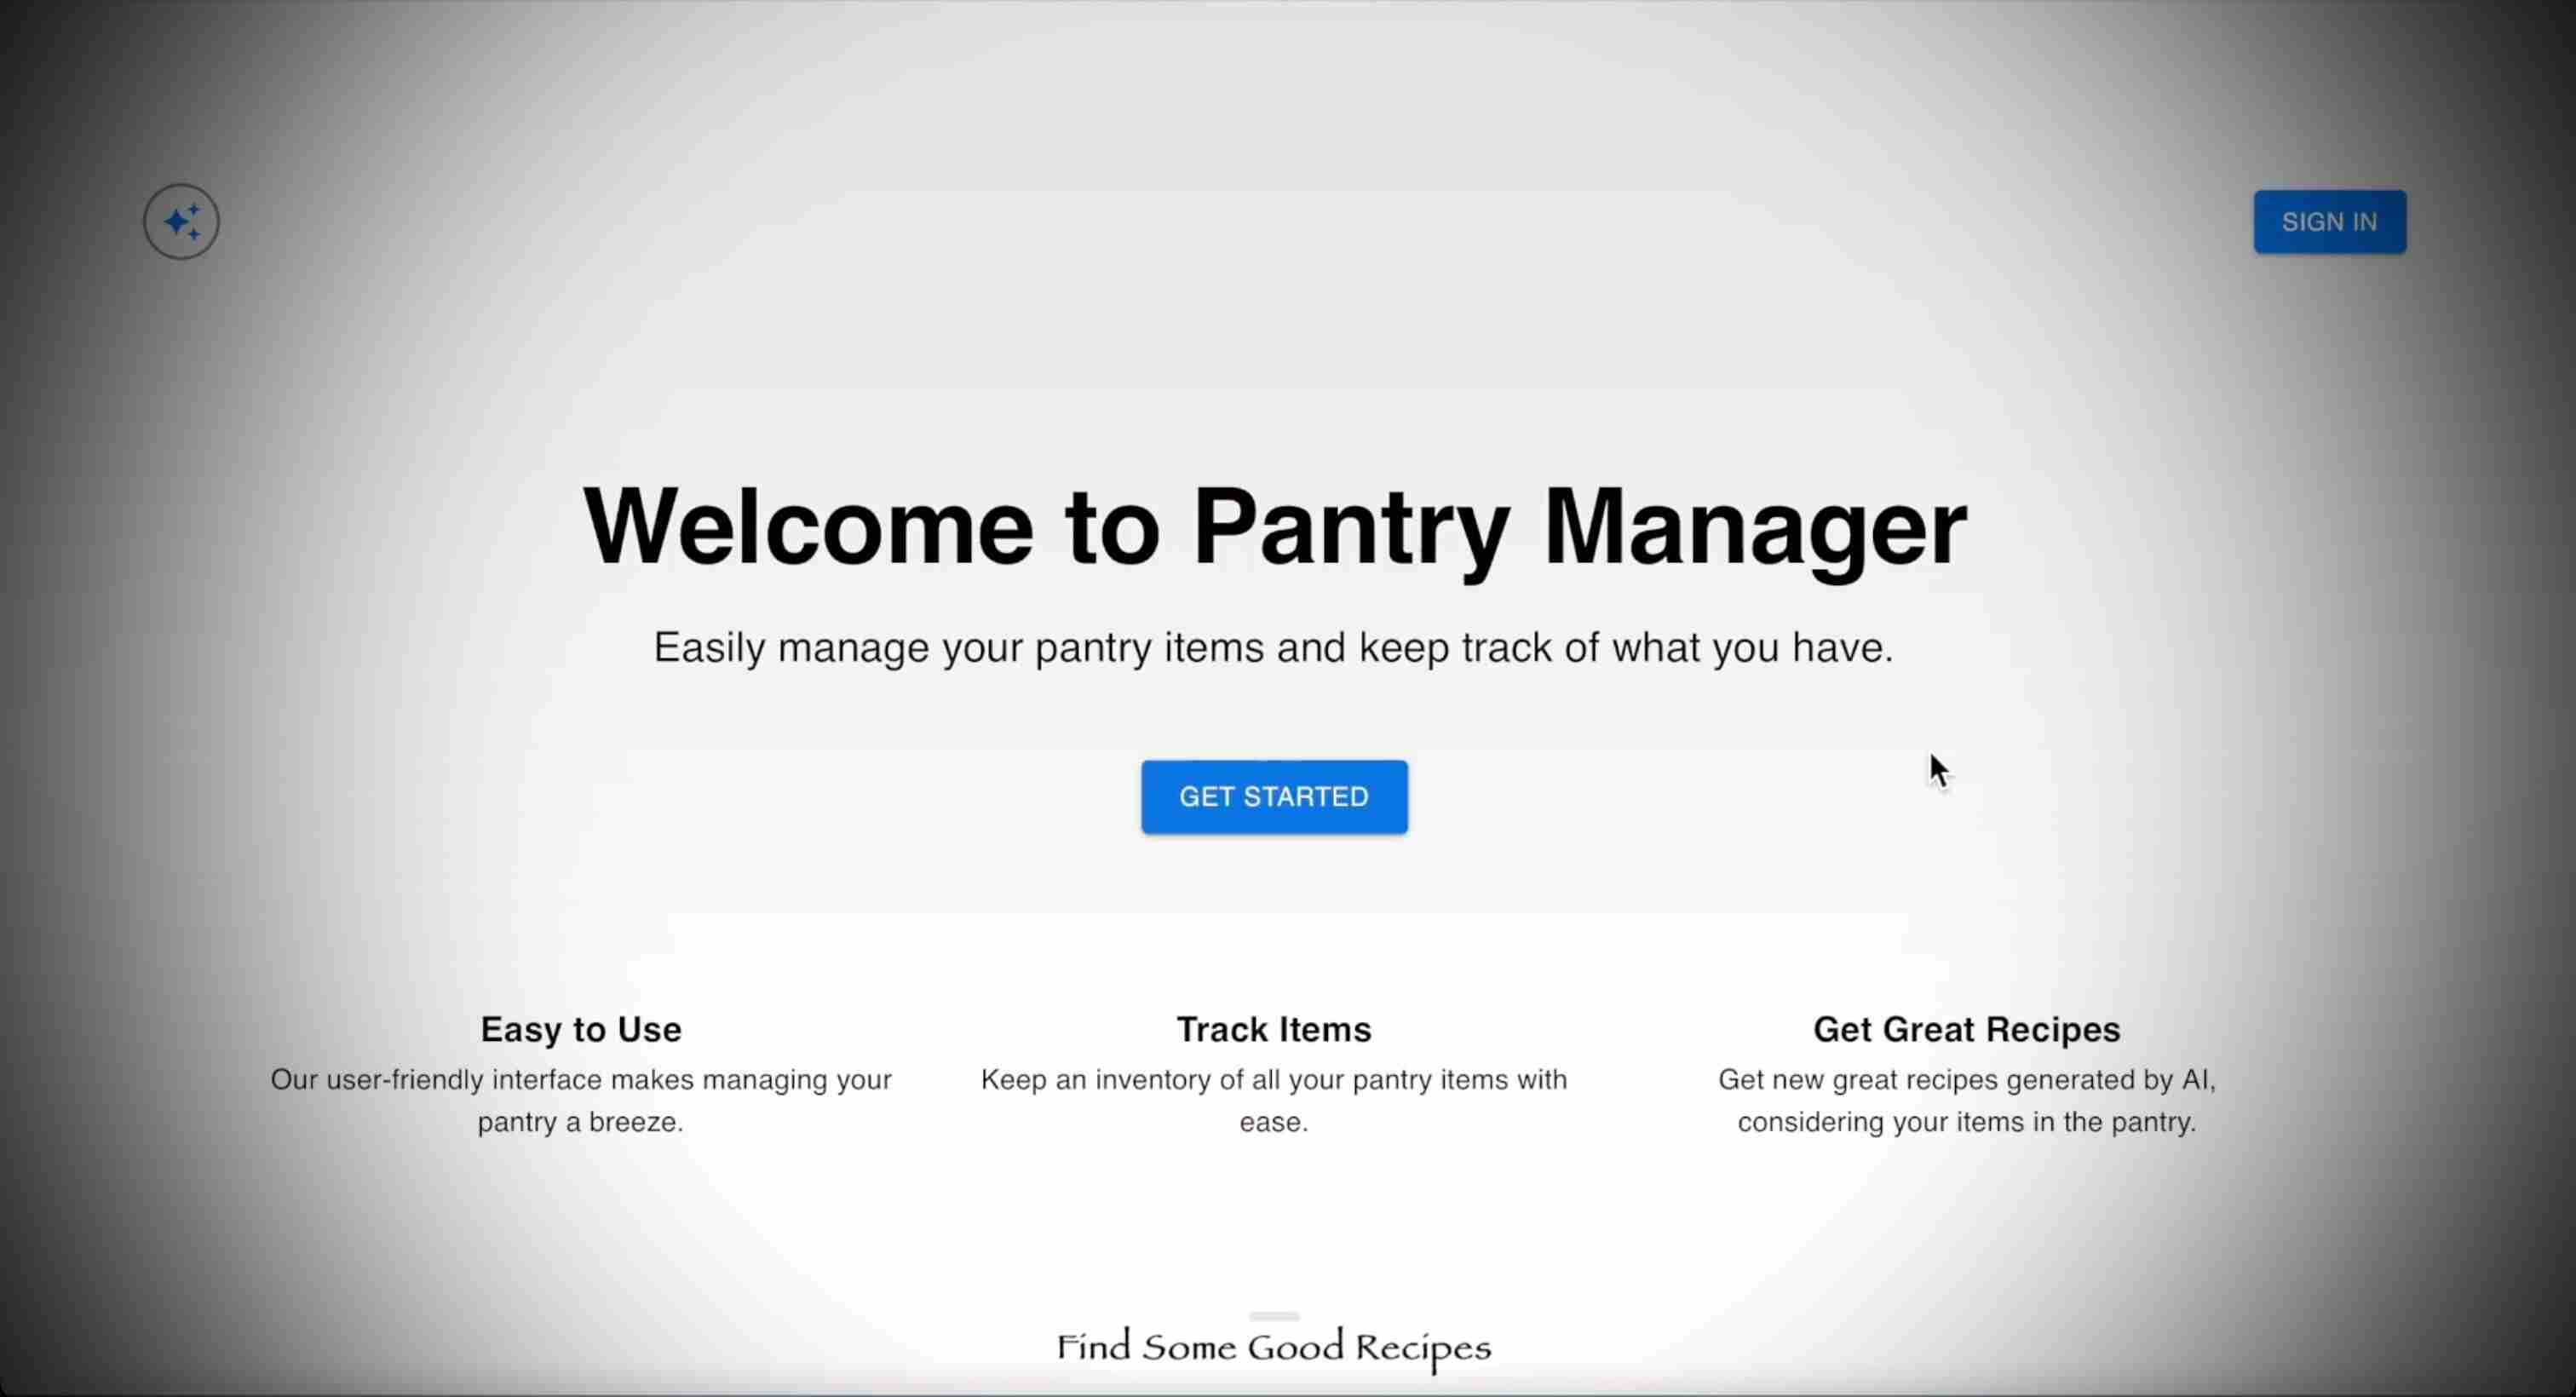 SIGN IN
Welcome to Pantry Manager
Easily manage your pantry items and keep track of what you have.
GET STARTED
Easy to Use
Our user-friendly interface makes managing your
pantry a breeze.
Track Items
Keep an inventory of all your pantry items with
ease.
Get Great Recipes
Get new great recipes generated by AI,
considering your items in the pantry.
Find Some Good Recipes